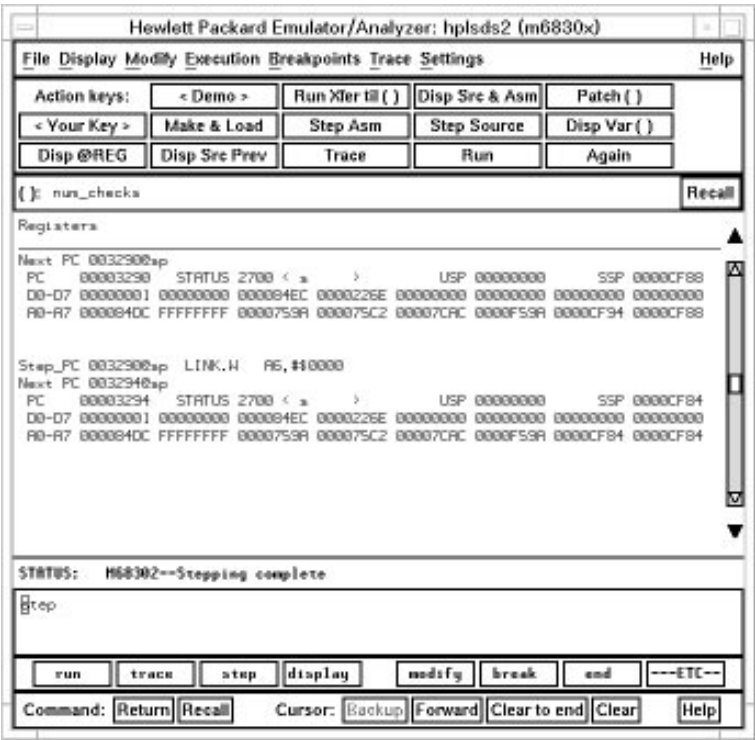 Hewlett Packard Emulator/Analyzer: hplsds2 (m6830x)
File Display Modify Execution Breakpoints Trace Settings Help
Action keys: < Demo > Run Xfer til ( ) Disp Src & Asm Patch ( )
< Your Key > Make & Load Step Asm Step Source Disp Var ( )
Disp @REG Disp Src Prev Trace Run Again
( ): num_checks Recall
Registers
Next PC 003290@sp
PC 00003290 STATUS 2700 < s > USP 00000000 SSP 0000CF88
D0-D7 00000001 00000000 000084EC 0000226E 00000000 00000000 00000000 00000000
A0-A7 000084DC FFFFFFFF 0000759A 000075C2 00007CAC 0000F59A 0000CF94 0000CF88
Step_PC 003290@sp LINK.W A6,#$0000
Next PC 003294@sp
PC 00003294 STATUS 2700 < s > USP 00000000 SSP 0000CF84
D0-D7 00000001 00000000 000084EC 0000226E 00000000 00000000 00000000 00000000
A0-A7 000084DC FFFFFFFF 0000759A 000075C2 00007CAC 0000F59A 0000CF84 0000CF84
STATUS: M68302--Stepping complete
step
run trace step display modify break end ---ETC--
Command: Return Recall Cursor: Backup Forward Clear to end Clear Help